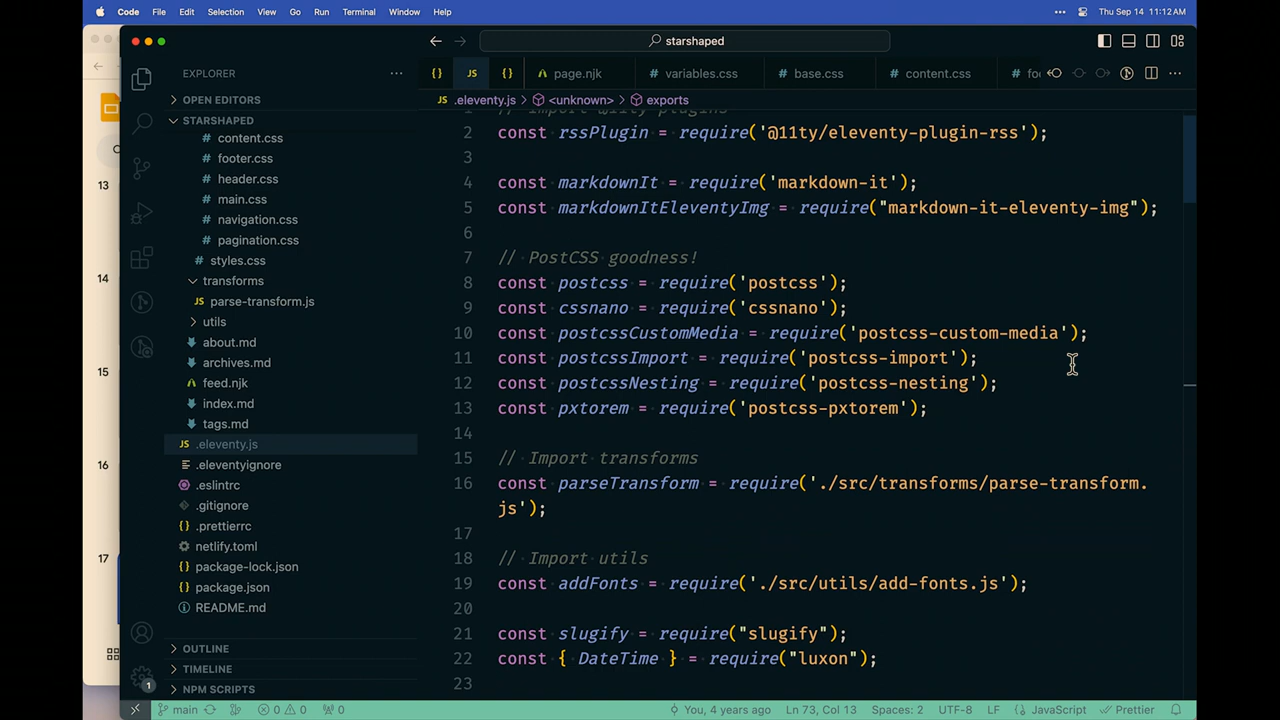 Code File Edit Selection View Go Run Terminal Window Help
Thu Sep 14 11:12 AM
starshaped
EXPLORER
JS
page.njk
variables.css
base.css
content.css
.eleventy.js <unknown> exports
OPEN EDITORS
STARSHAPED
content.css
footer.css
header.css
main.css
navigation.css
pagination.css
styles.css
transforms
parse-transform.js
utils
about.md
archives.md
feed.njk
index.md
tags.md
.eleventy.js
.eleventyignore
.eslintrc
.gitignore
.prettierrc
netlify.toml
package-lock.json
package.json
README.md
OUTLINE
TIMELINE
NPM SCRIPTS
13
14
15
16
17
1 // Import @11ty plugins
2 const rssPlugin = require('@11ty/eleventy-plugin-rss');
3
4 const markdownIt = require('markdown-it');
5 const markdownItEleventyImg = require("markdown-it-eleventy-img");
6
7 // PostCSS goodness!
8 const postcss = require('postcss');
9 const cssnano = require('cssnano');
10 const postcssCustomMedia = require('postcss-custom-media');
11 const postcssImport = require('postcss-import');
12 const postcssNesting = require('postcss-nesting');
13 const pxtorem = require('postcss-pxtorem');
14
15 // Import transforms
16 const parseTransform = require('./src/transforms/parse-transform.
js');
17
18 // Import utils
19 const addFonts = require('./src/utils/add-fonts.js');
20
21 const slugify = require("slugify");
22 const { DateTime } = require("luxon");
23
1
main 0 0 0 You, 4 years ago Ln 73, Col 13 Spaces: 2 UTF-8 LF {} JavaScript Prettier